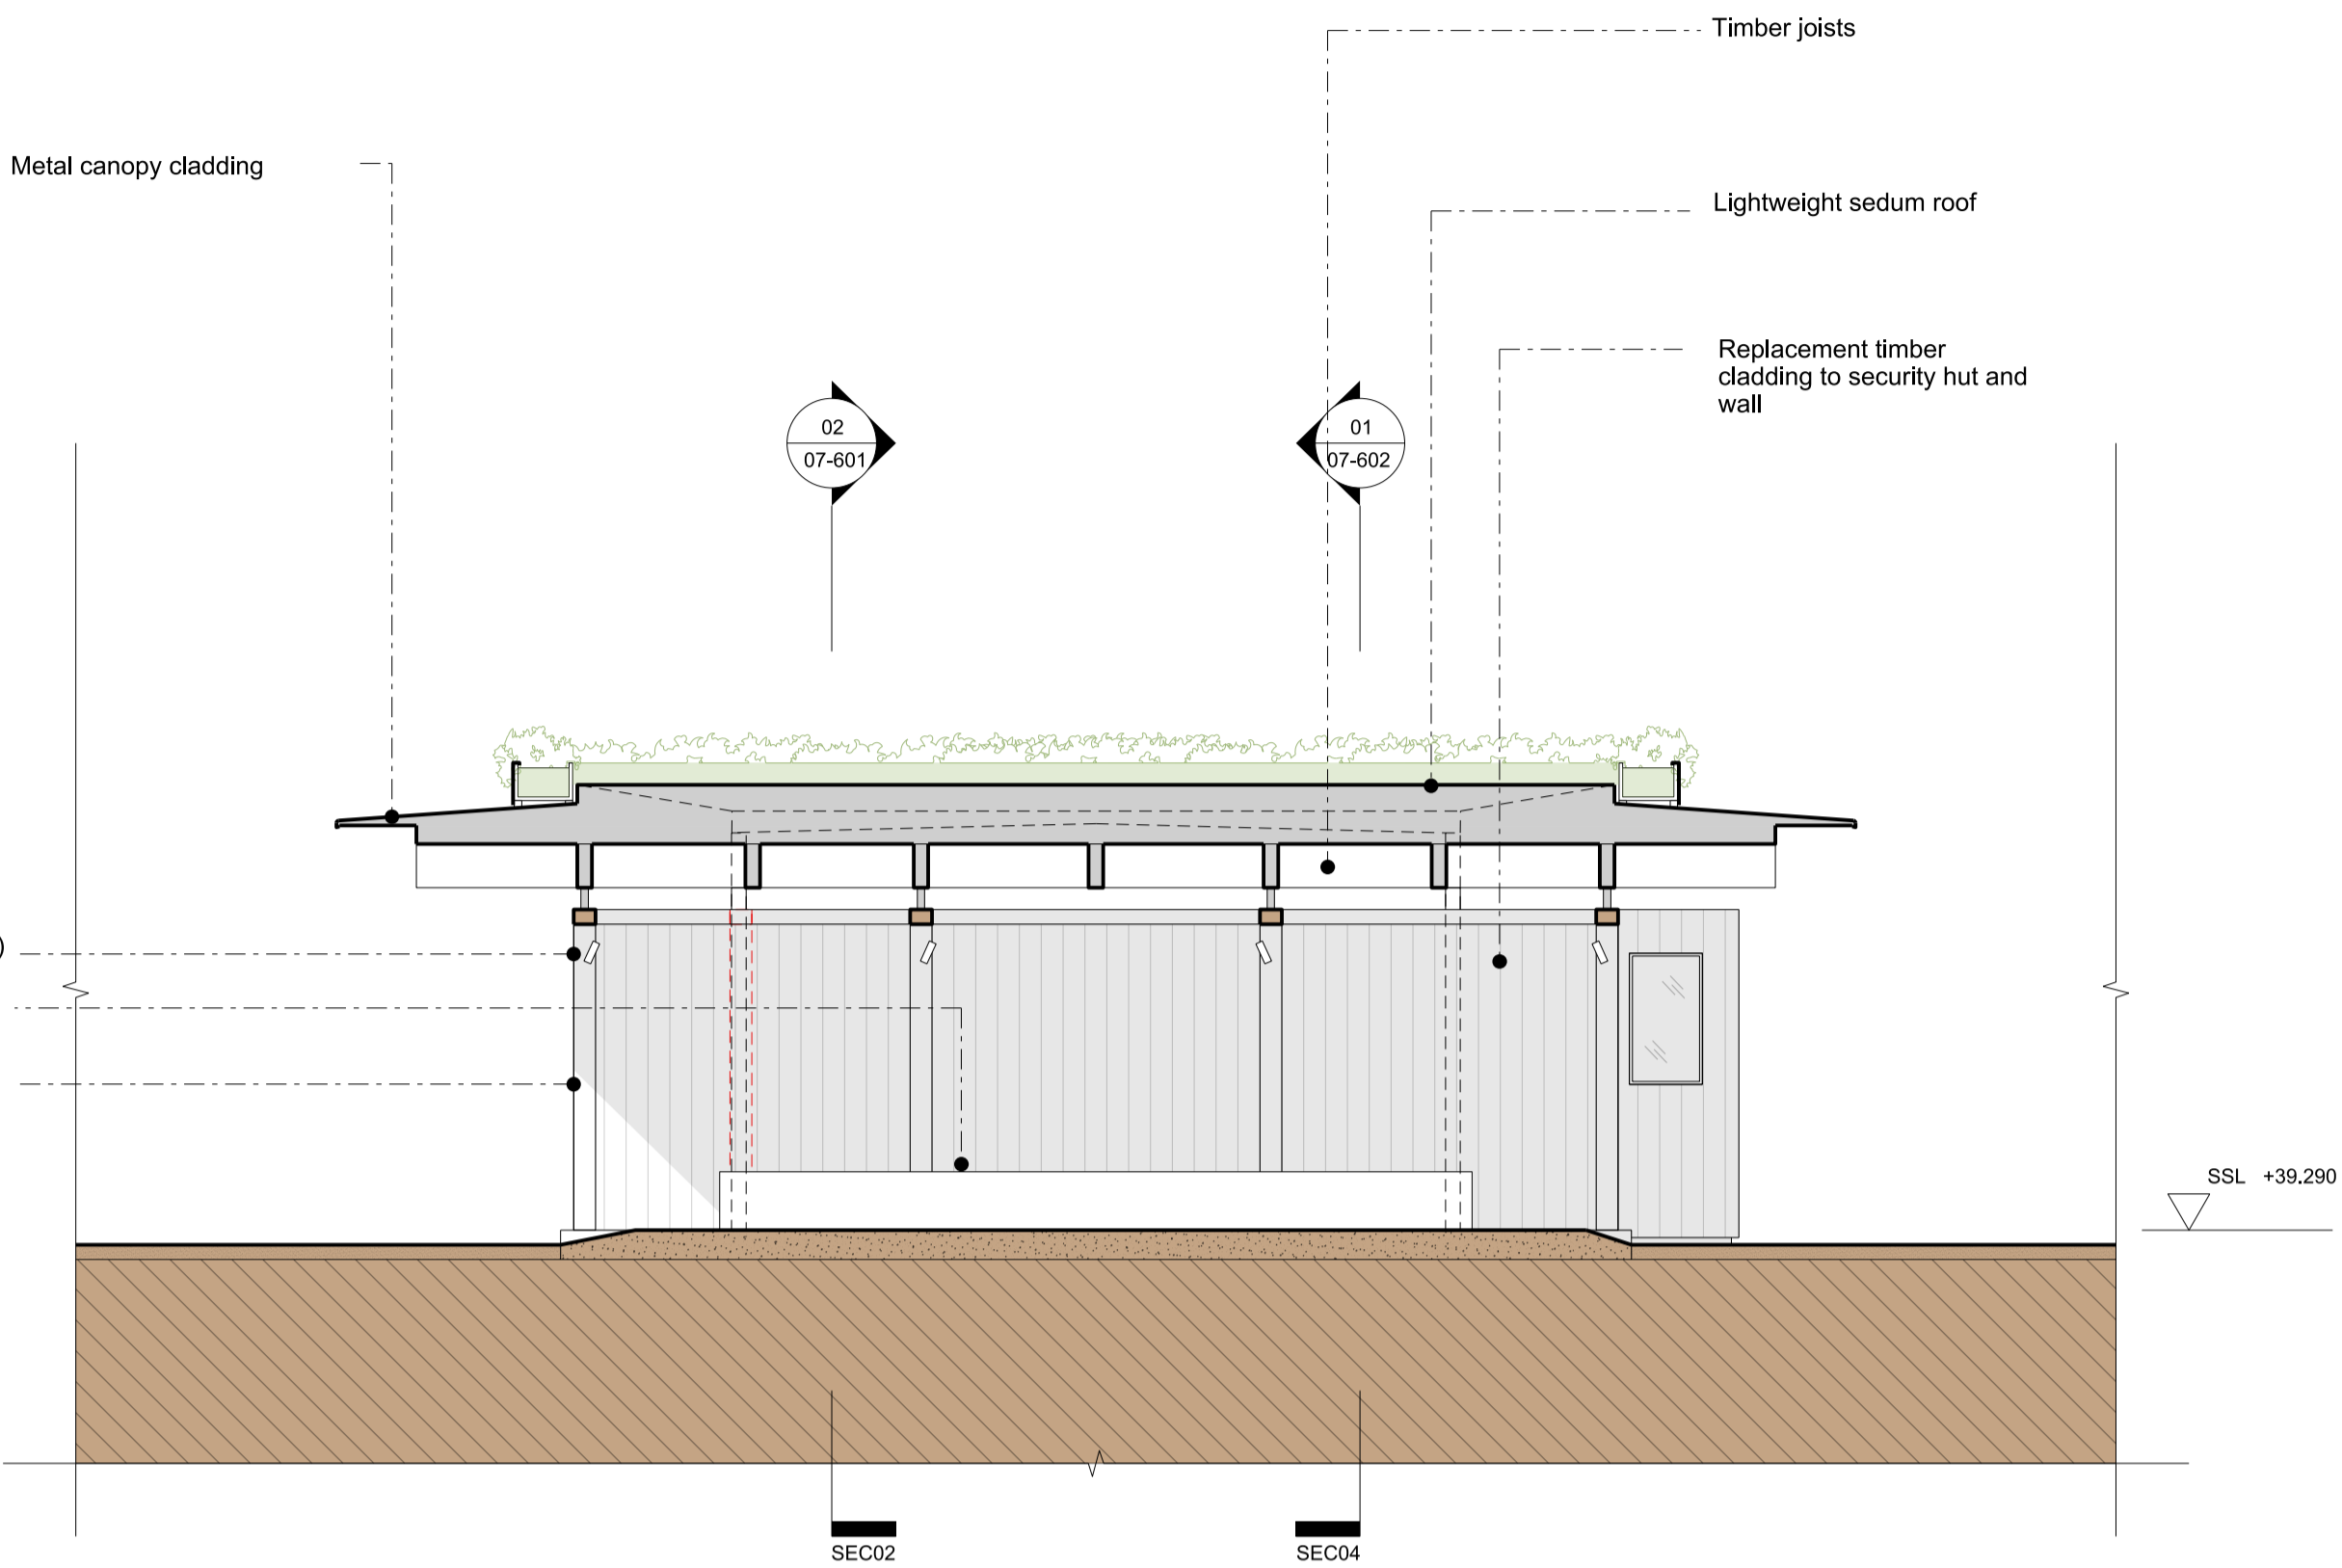 Timber joists
Metal canopy cladding
Lightweight sedum roof
Replacement timber
cladding to security hut and
wall
02
07-601
01
07-602
SSL +39.290
SEC02
SEC04